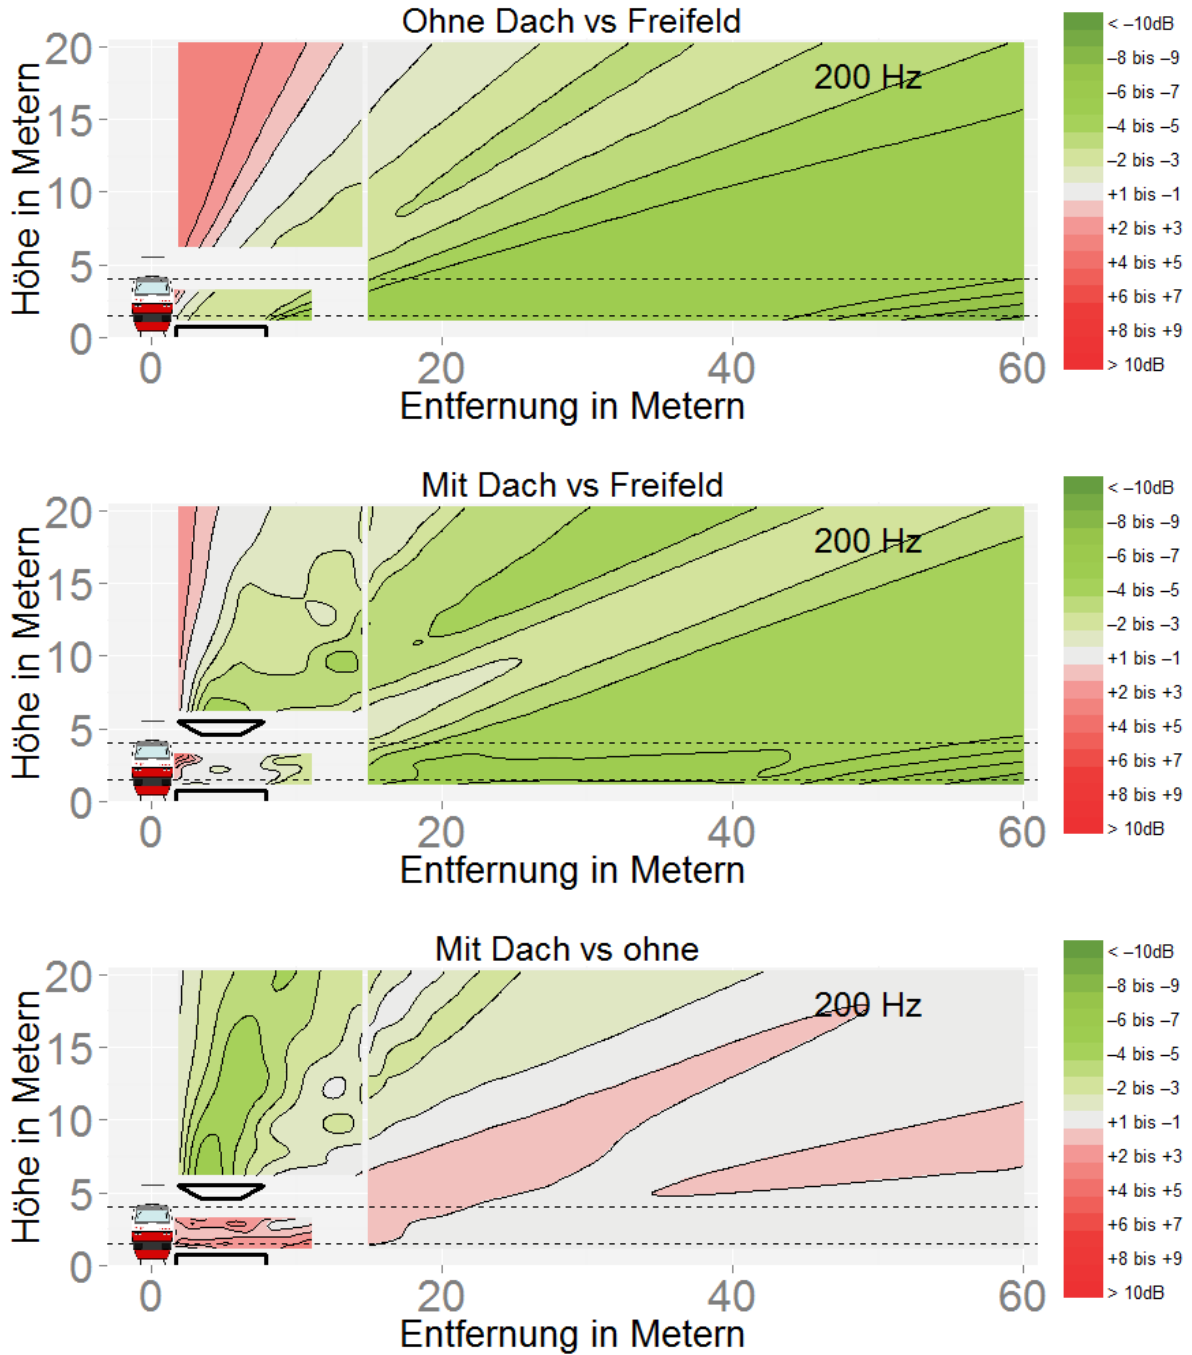 Ohne Dach vs Freifeld
200 Hz
Höhe in Metern
20
15
10
5
0
0 20 40 60
Entfernung in Metern
< –10dB
–8 bis –9
–6 bis –7
–4 bis –5
–2 bis –3
+1 bis –1
+2 bis +3
+4 bis +5
+6 bis +7
+8 bis +9
> 10dB
Mit Dach vs Freifeld
200 Hz
Höhe in Metern
20
15
10
5
0
0 20 40 60
Entfernung in Metern
< –10dB
–8 bis –9
–6 bis –7
–4 bis –5
–2 bis –3
+1 bis –1
+2 bis +3
+4 bis +5
+6 bis +7
+8 bis +9
> 10dB
Mit Dach vs ohne
200 Hz
Höhe in Metern
20
15
10
5
0
0 20 40 60
Entfernung in Metern
< –10dB
–8 bis –9
–6 bis –7
–4 bis –5
–2 bis –3
+1 bis –1
+2 bis +3
+4 bis +5
+6 bis +7
+8 bis +9
> 10dB